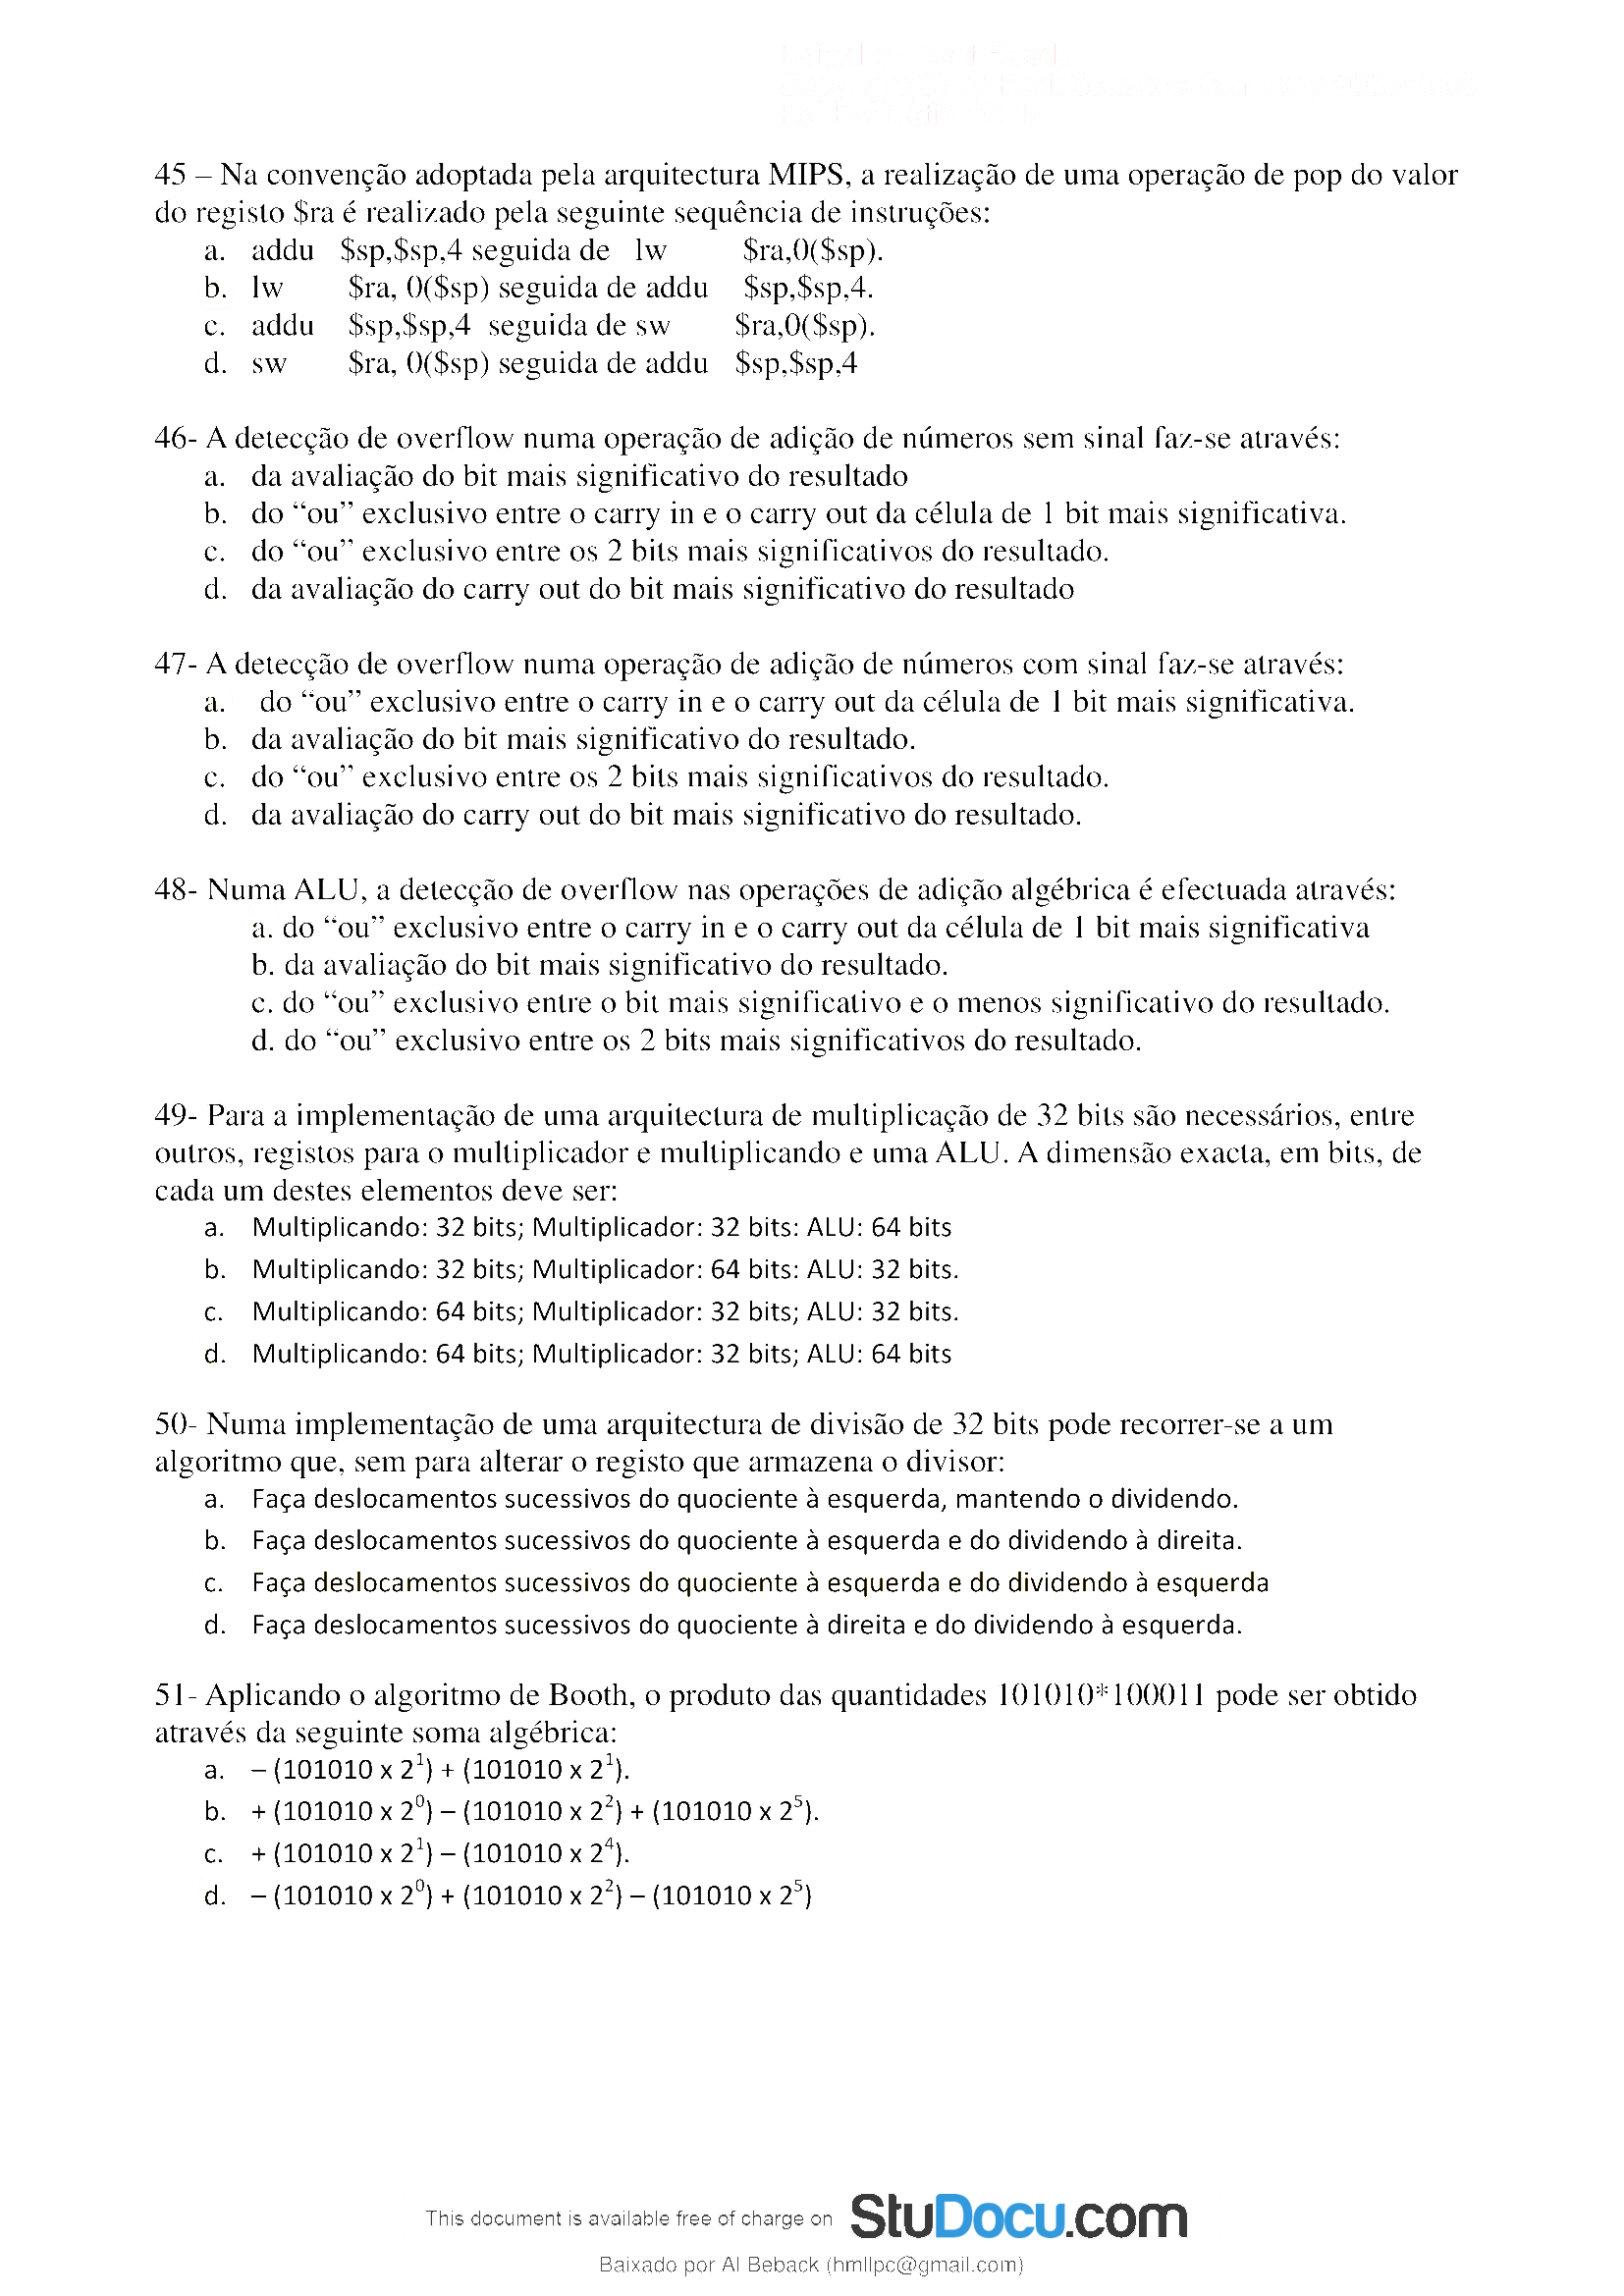 45 – Na convenção adoptada pela arquitectura MIPS, a realização de uma operação de pop do valor
do registo $ra é realizado pela seguinte sequência de instruções:
a. addu $sp,$sp,4 seguida de lw $ra,0($sp).
b. lw $ra, 0($sp) seguida de addu $sp,$sp,4.
c. addu $sp,$sp,4 seguida de sw $ra,0($sp).
d. sw $ra, 0($sp) seguida de addu $sp,$sp,4
46- A detecção de overflow numa operação de adição de números sem sinal faz-se através:
a. da avaliação do bit mais significativo do resultado
b. do “ou” exclusivo entre o carry in e o carry out da célula de 1 bit mais significativa.
c. do “ou” exclusivo entre os 2 bits mais significativos do resultado.
d. da avaliação do carry out do bit mais significativo do resultado
47- A detecção de overflow numa operação de adição de números com sinal faz-se através:
a. do “ou” exclusivo entre o carry in e o carry out da célula de 1 bit mais significativa.
b. da avaliação do bit mais significativo do resultado.
c. do “ou” exclusivo entre os 2 bits mais significativos do resultado.
d. da avaliação do carry out do bit mais significativo do resultado.
48- Numa ALU, a detecção de overflow nas operações de adição algébrica é efectuada através:
a. do “ou” exclusivo entre o carry in e o carry out da célula de 1 bit mais significativa
b. da avaliação do bit mais significativo do resultado.
c. do “ou” exclusivo entre o bit mais significativo e o menos significativo do resultado.
d. do “ou” exclusivo entre os 2 bits mais significativos do resultado.
49- Para a implementação de uma arquitectura de multiplicação de 32 bits são necessários, entre
outros, registos para o multiplicador e multiplicando e uma ALU. A dimensão exacta, em bits, de
cada um destes elementos deve ser:
a. Multiplicando: 32 bits; Multiplicador: 32 bits: ALU: 64 bits
b. Multiplicando: 32 bits; Multiplicador: 64 bits: ALU: 32 bits.
c. Multiplicando: 64 bits; Multiplicador: 32 bits; ALU: 32 bits.
d. Multiplicando: 64 bits; Multiplicador: 32 bits; ALU: 64 bits
50- Numa implementação de uma arquitectura de divisão de 32 bits pode recorrer-se a um
algoritmo que, sem para alterar o registo que armazena o divisor:
a. Faça deslocamentos sucessivos do quociente à esquerda, mantendo o dividendo.
b. Faça deslocamentos sucessivos do quociente à esquerda e do dividendo à direita.
c. Faça deslocamentos sucessivos do quociente à esquerda e do dividendo à esquerda
d. Faça deslocamentos sucessivos do quociente à direita e do dividendo à esquerda.
51- Aplicando o algoritmo de Booth, o produto das quantidades 101010*100011 pode ser obtido
através da seguinte soma algébrica:
a. – (101010 x 2¹) + (101010 x 2¹).
b. + (101010 x 2⁰) – (101010 x 2²) + (101010 x 2⁵).
c. + (101010 x 2¹) – (101010 x 2⁴).
d. – (101010 x 2⁰) + (101010 x 2²) – (101010 x 2⁵)
This document is available free of charge on StuDocu.com
Baixado por Al Beback (hmllpc@gmail.com)